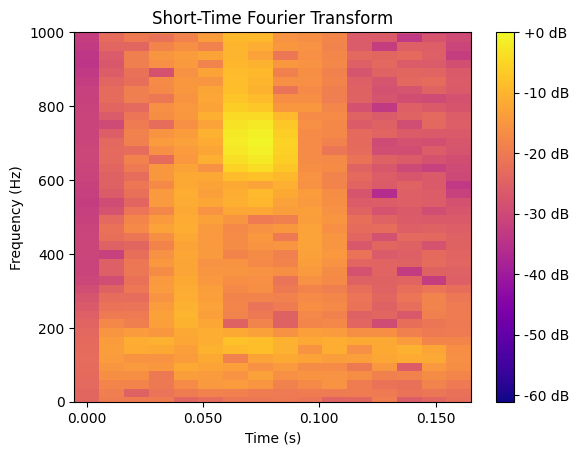 Short-Time Fourier Transform
1000
800
600
400
200
0
Frequency (Hz)
0.000
0.050
0.100
0.150
Time (s)
+0 dB
-10 dB
-20 dB
-30 dB
-40 dB
-50 dB
-60 dB